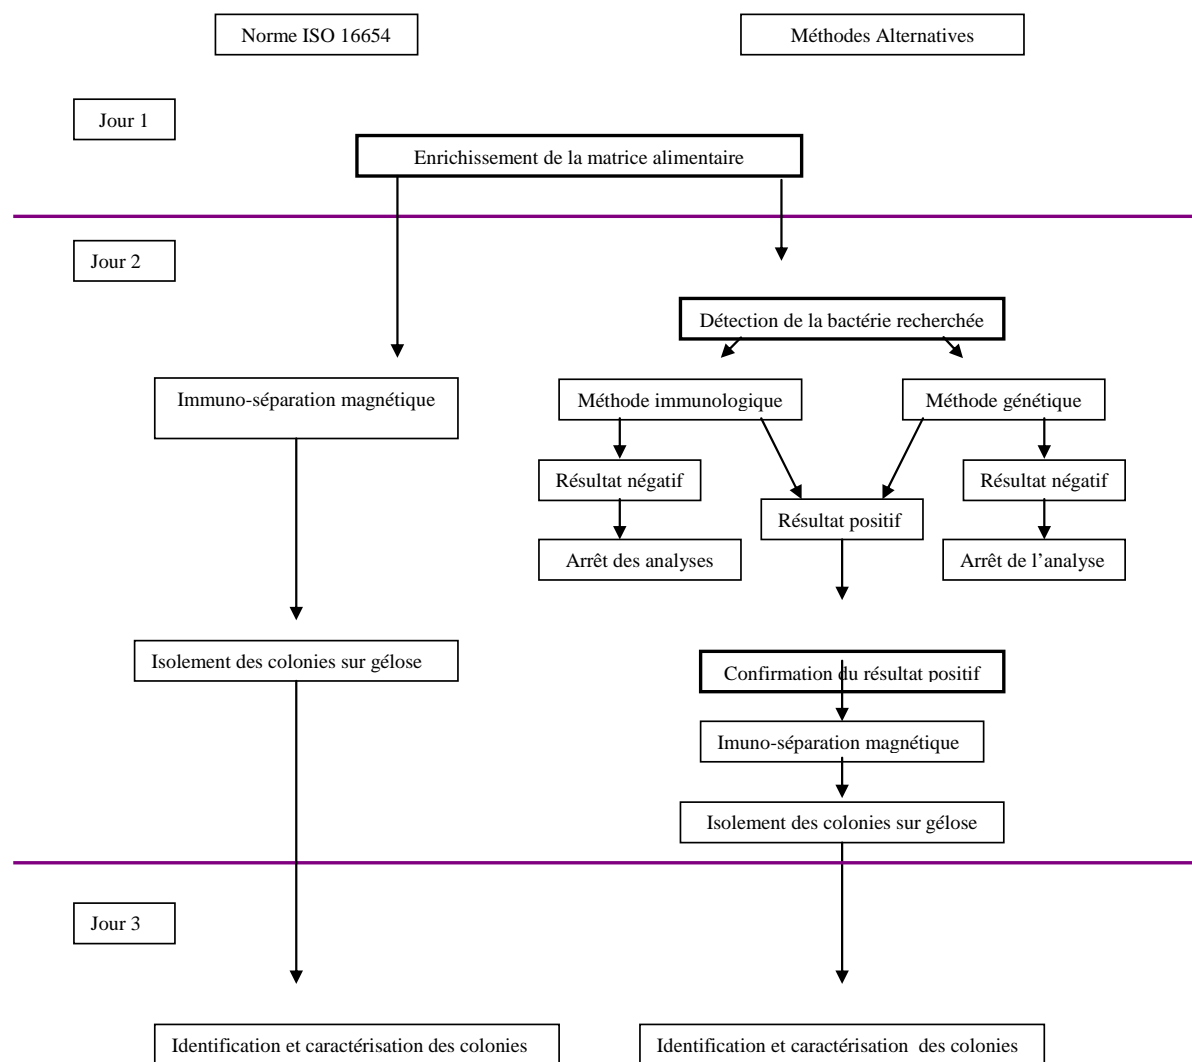 Norme ISO 16654
Méthodes Alternatives
Jour 1
Enrichissement de la matrice alimentaire
Jour 2
Détection de la bactérie recherchée
Immuno-séparation magnétique
Méthode immunologique
Méthode génétique
Résultat négatif
Résultat négatif
Résultat positif
Arrêt des analyses
Arrêt de l’analyse
Isolement des colonies sur gélose
Confirmation du résultat positif
Imuno-séparation magnétique
Isolement des colonies sur gélose
Jour 3
Identification et caractérisation des colonies
Identification et caractérisation des colonies